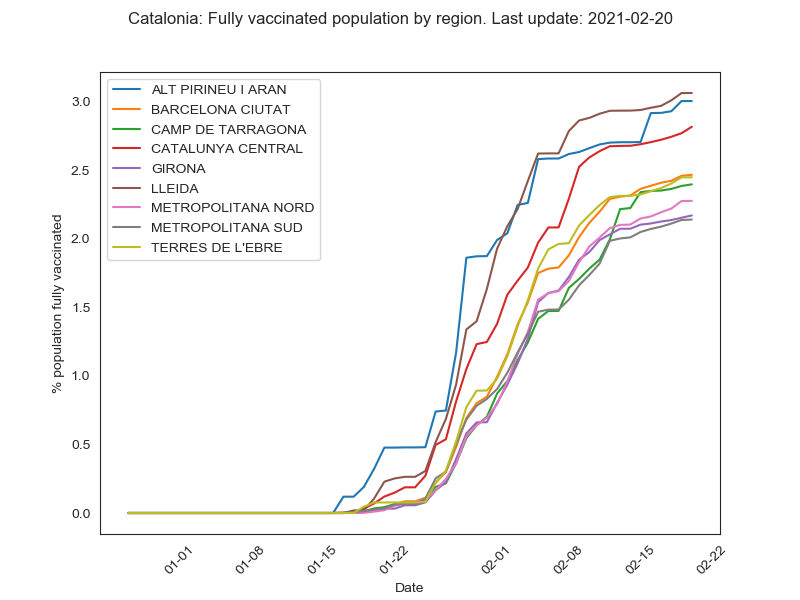 Catalonia: Fully vaccinated population by region. Last update: 2021-02-20
ALT PIRINEU I ARAN
BARCELONA CIUTAT
CAMP DE TARRAGONA
CATALUNYA CENTRAL
GIRONA
LLEIDA
METROPOLITANA NORD
METROPOLITANA SUD
TERRES DE L'EBRE
% population fully vaccinated
3.0
2.5
2.0
1.5
1.0
0.5
0.0
01-01
01-08
01-15
01-22
02-01
02-08
02-15
02-22
Date